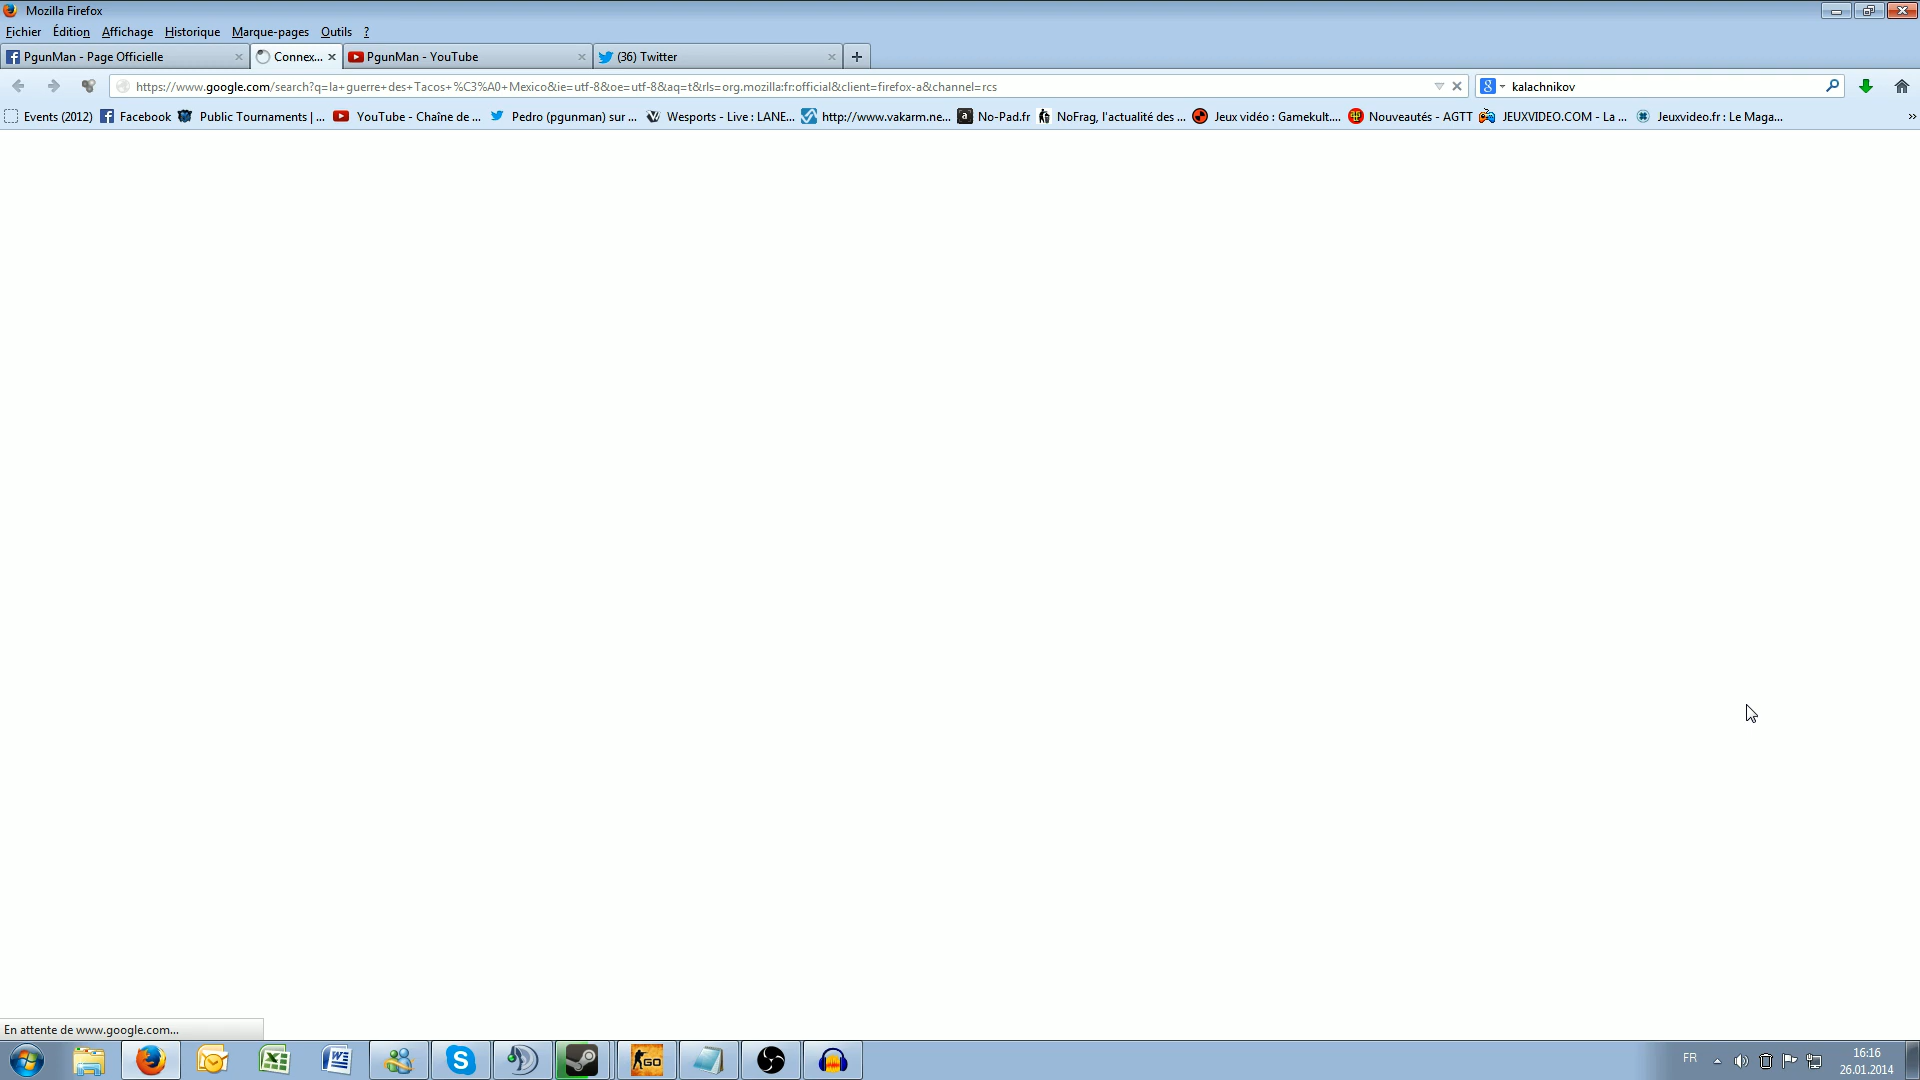 Mozilla Firefox
Fichier Édition Affichage Historique Marque-pages Outils ?
PgunMan - Page Officielle Connex... PgunMan - YouTube (36) Twitter
https://www.google.com/search?q=la+guerre+des+Tacos+%C3%A0+Mexico&ie=utf-8&oe=utf-8&aq=t&rls=org.mozilla:fr:official&client=firefox-a&channel=rcs kalachnikov
Events (2012) Facebook Public Tournaments | ... YouTube - Chaîne de ... Pedro (pgunman) sur ... Wesports - Live : LANE... http://www.vakarm.ne... No-Pad.fr NoFrag, l'actualité des ... Jeux vidéo : Gamekult.... Nouveautés - AGTT JEUXVIDEO.COM - La ... Jeuxvideo.fr : Le Maga... »
En attente de www.google.com...
GO
FR 16:16
26.01.2014